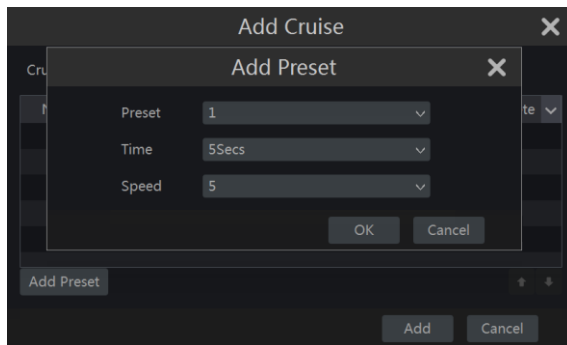 Add Cruise
Add Preset
Preset 1
Time 5Secs
Speed 5
OK Cancel
Add Preset
Add Cancel